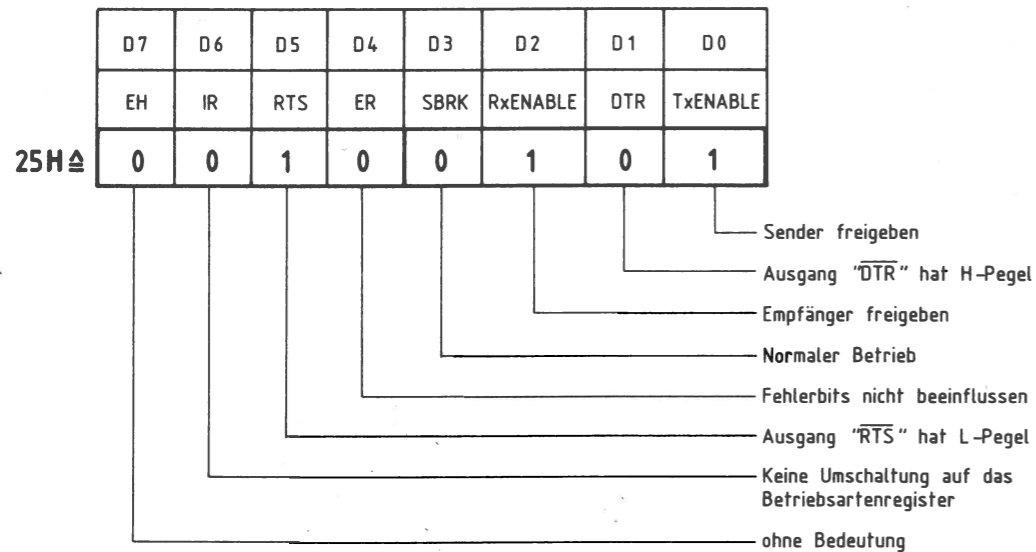 D7 D6 D5 D4 D3 D2 D1 D0
EH IR RTS ER SBRK RxENABLE DTR TxENABLE
25H ≙ 0 0 1 0 0 1 0 1
Sender freigeben
Ausgang "D̅T̅R̅" hat H-Pegel
Empfänger freigeben
Normaler Betrieb
Fehlerbits nicht beeinflussen
Ausgang "R̅T̅S̅" hat L-Pegel
Keine Umschaltung auf das
Betriebsartenregister
ohne Bedeutung